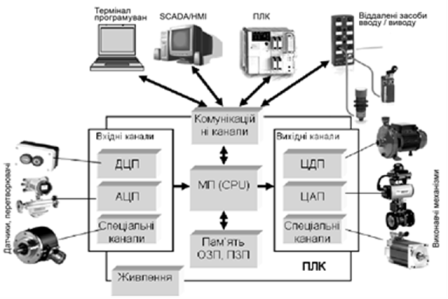 Термінал
програмуван
SCADA/HMI
ПЛК
Віддалені засоби
вводу / виводу
Комунікацій
ні канали
Вхідні канали
Вихідні канали
ДЦП
АЦП
Спеціальні
канали
МП (CPU)
ЦДП
ЦАП
Спеціальні
канали
Пам'ять
ОЗП, ПЗП
Живлення
ПЛК
Датчики, перетворювачі
Виконавчі механізми